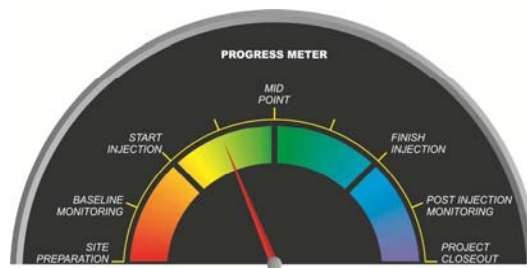 PROGRESS METER
MID
POINT
START
INJECTION
FINISH
INJECTION
BASELINE
MONITORING
POST INJECTION
MONITORING
SITE
PREPARATION
PROJECT
CLOSEOUT